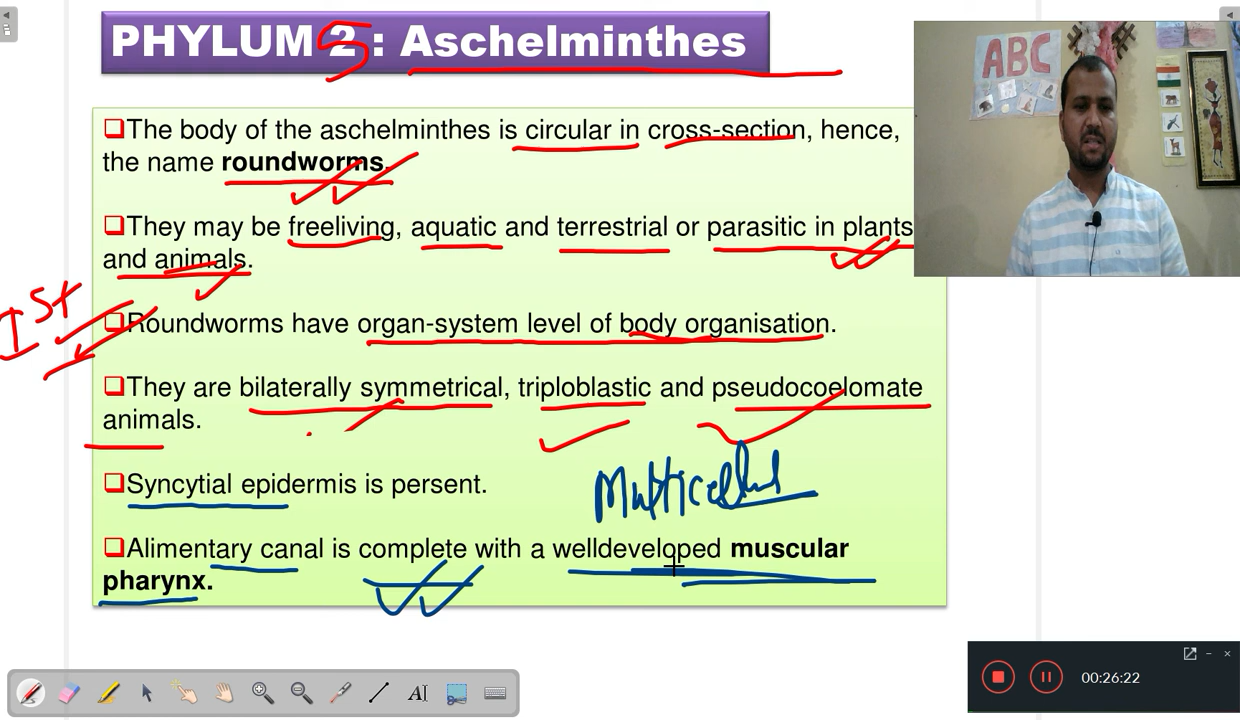 PHYLUM 2 : Aschelminthes
5
ABC
❑The body of the aschelminthes is circular in cross-section, hence,
the name roundworms.
❑They may be freeliving, aquatic and terrestrial or parasitic in plants
and animals.
Ist
❑Roundworms have organ-system level of body organisation.
❑They are bilaterally symmetrical, triploblastic and pseudocoelomate
animals.
❑Syncytial epidermis is persent.
❑Alimentary canal is complete with a welldeveloped muscular
pharynx.
00:26:22
AI